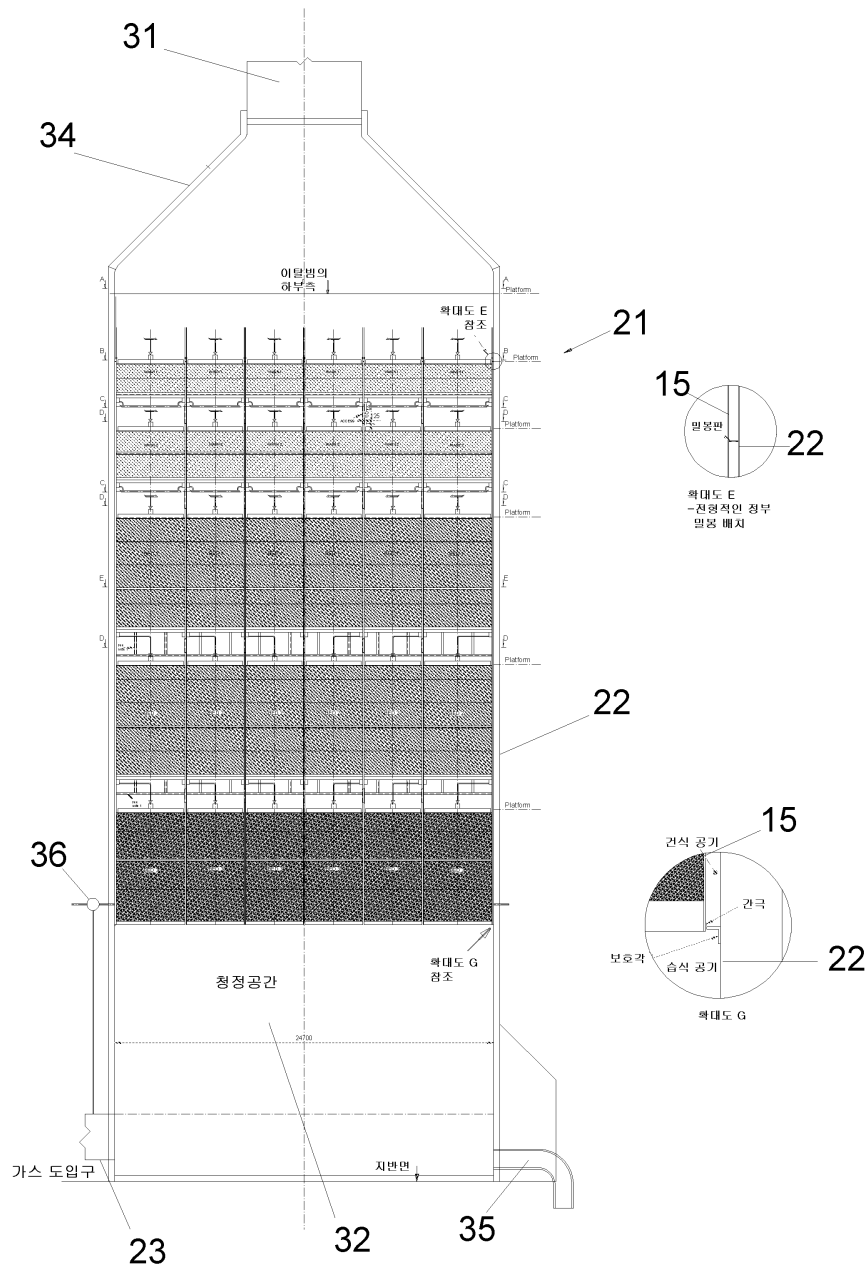 31
34
이탈빔의
하부측
A
A
Platform
확대도 E
참조
21
B
B
Platform
15
밀봉판
22
C
C
D
D
ACCESS
Platform
확대도 E
-전형적인 정부
밀봉 배치
C
C
D
D
Platform
E
E
D
D
Platform
22
Platform
15
건식 공기
36
간극
보호각
습식 공기
22
확대도 G
확대도 G
참조
청정공간
24700
가스 도입구
지반면
23
32
35